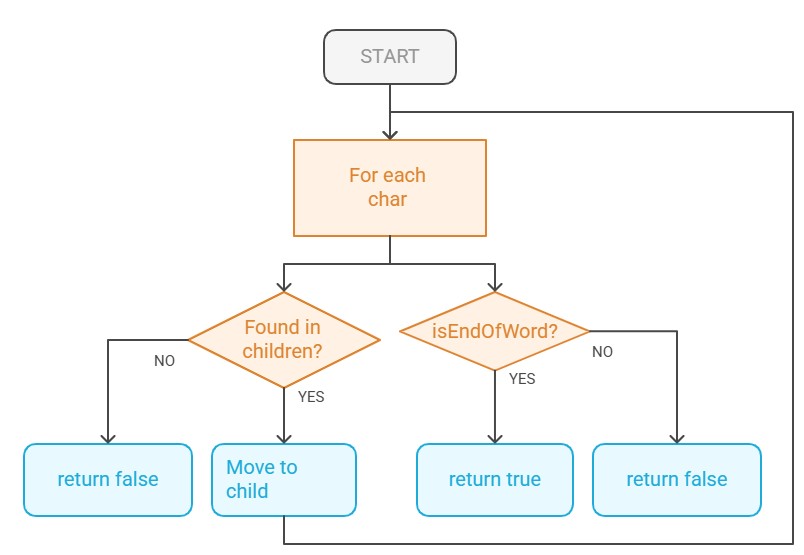 START
For each
char
Found in
children?
isEndOfWord?
NO
YES
YES
NO
return false
Move to
child
return true
return false